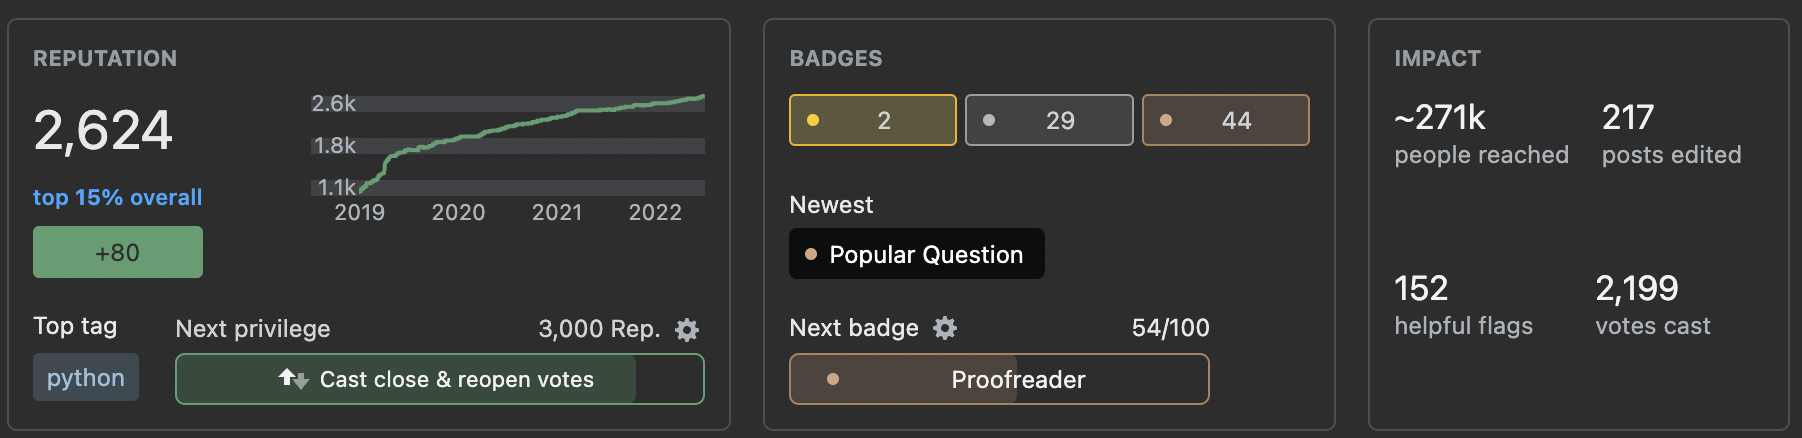 REPUTATION
2,624
top 15% overall
+80
2.6k
1.8k
1.1k
2019 2020 2021 2022
Top tag
python
Next privilege 3,000 Rep.
Cast close & reopen votes
BADGES
2 29 44
Newest
Popular Question
Next badge 54/100
Proofreader
IMPACT
~271k 217
people reached posts edited
152 2,199
helpful flags votes cast